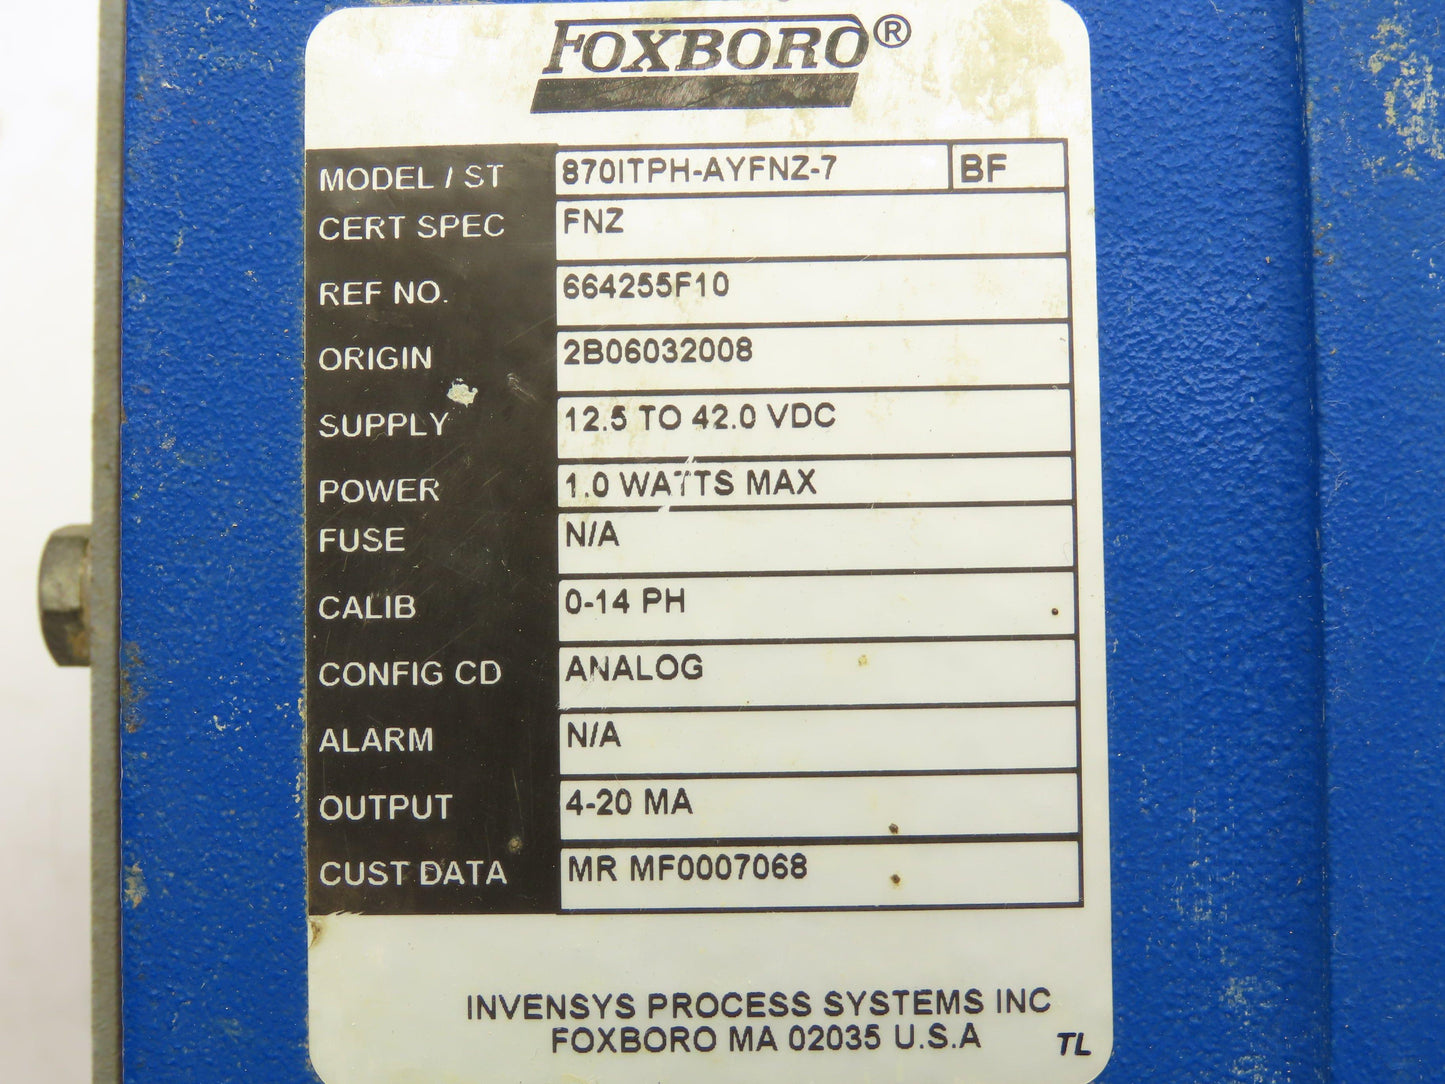 FOXBORO®
MODEL / ST 870ITPH-AYFNZ-7 BF
CERT SPEC FNZ
REF NO. 664255F10
ORIGIN 2B06032008
SUPPLY 12.5 TO 42.0 VDC
POWER 1.0 WATTS MAX
FUSE N/A
CALIB 0-14 PH
CONFIG CD ANALOG
ALARM N/A
OUTPUT 4-20 MA
CUST DATA MR MF0007068
INVENSYS PROCESS SYSTEMS INC
FOXBORO MA 02035 U.S.A
TL